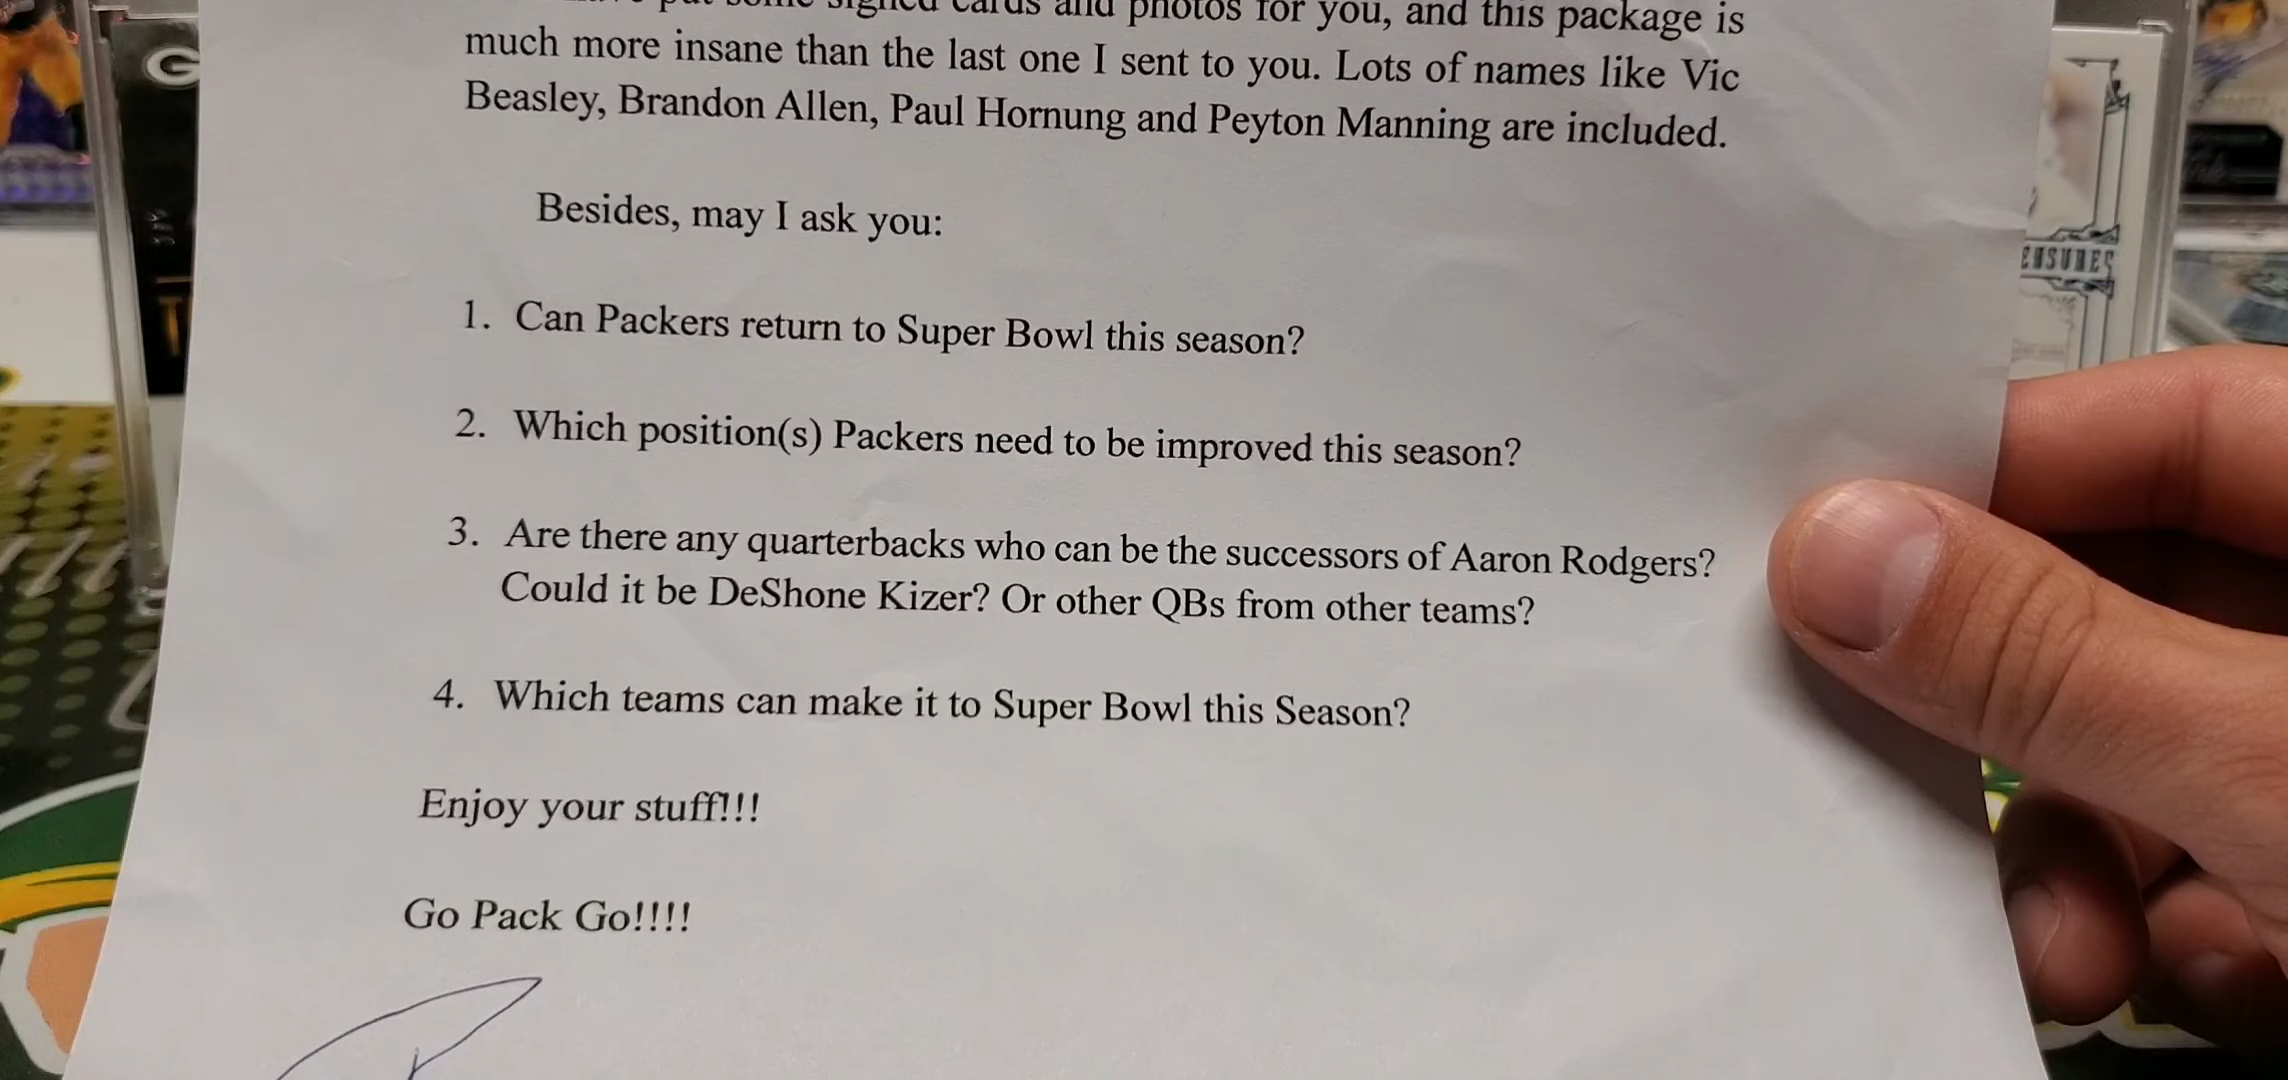 put some signed cards and photos for you, and this package is
much more insane than the last one I sent to you. Lots of names like Vic
Beasley, Brandon Allen, Paul Hornung and Peyton Manning are included.
Besides, may I ask you:
1. Can Packers return to Super Bowl this season?
2. Which position(s) Packers need to be improved this season?
3. Are there any quarterbacks who can be the successors of Aaron Rodgers?
Could it be DeShone Kizer? Or other QBs from other teams?
4. Which teams can make it to Super Bowl this Season?
Enjoy your stuff!!!
Go Pack Go!!!!
G